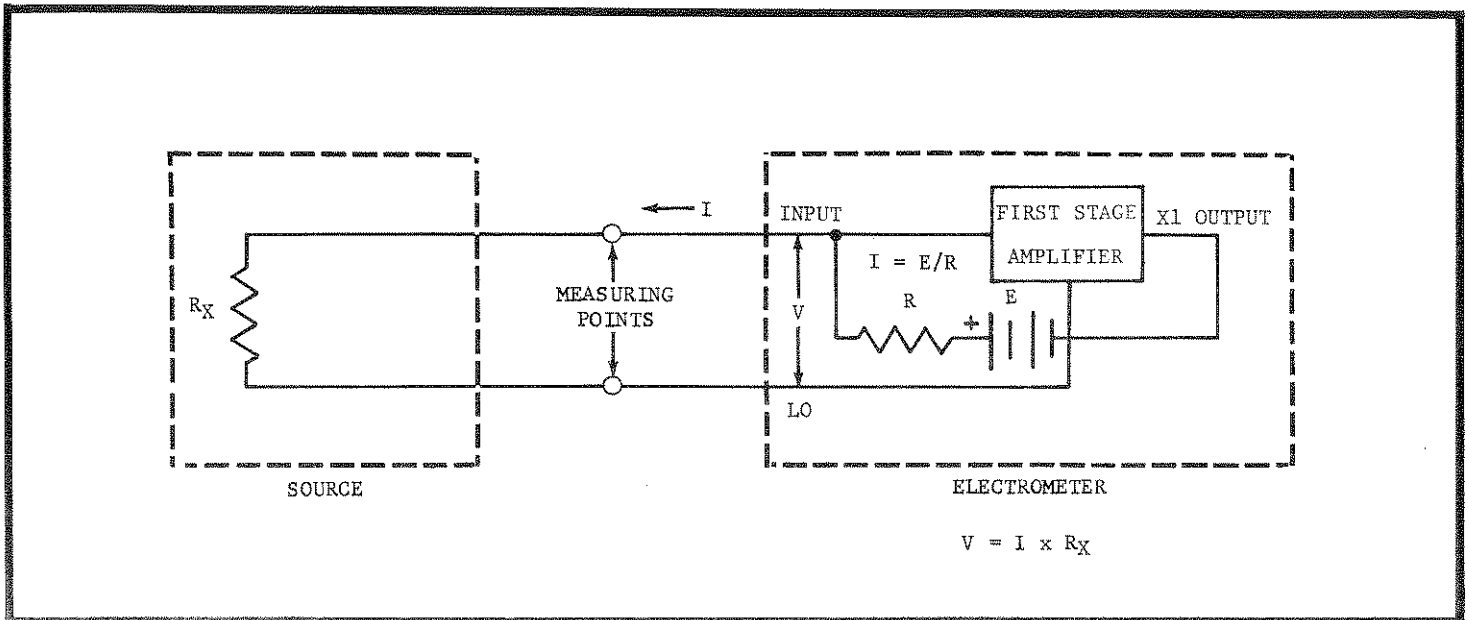 I
INPUT
FIRST STAGE
AMPLIFIER
X1 OUTPUT
I = E/R
RX
MEASURING
POINTS
V
R
+
E
LO
SOURCE
ELECTROMETER
V = I x RX